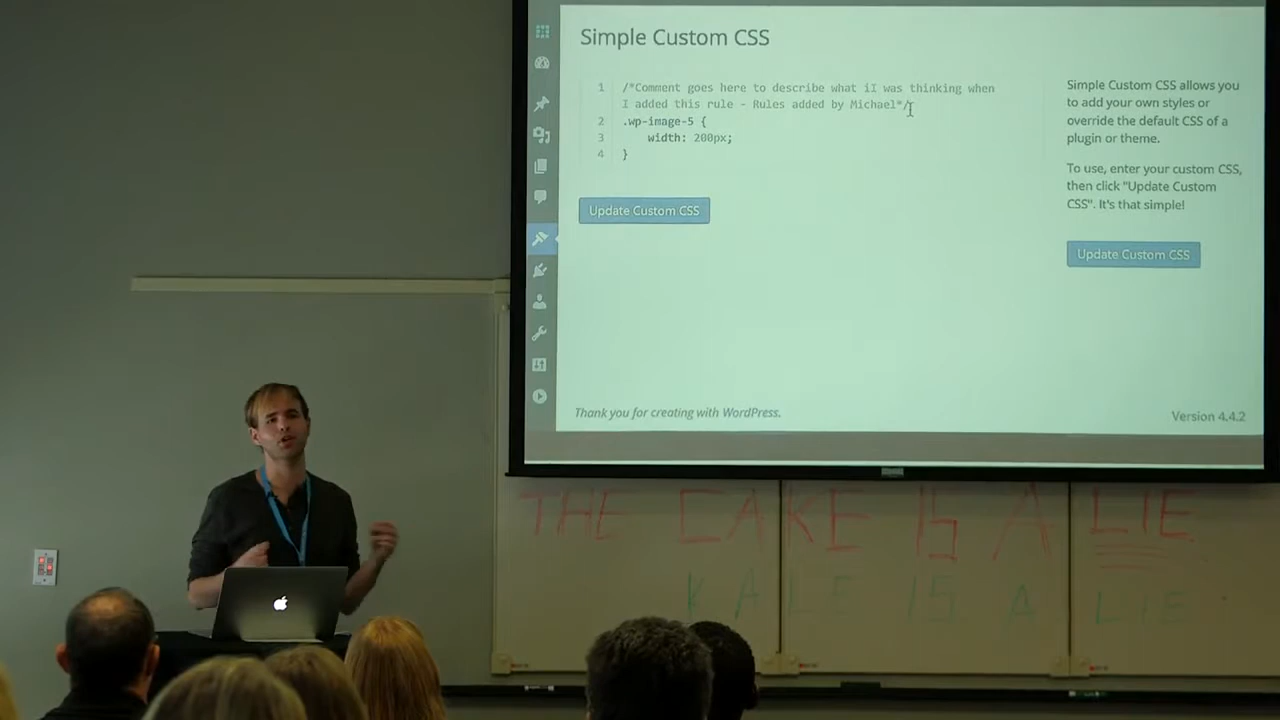 Simple Custom CSS
1 /*Comment goes here to describe what iI was thinking when
I added this rule - Rules added by Michael*/
2 .wp-image-5 {
3 width: 200px;
4 }
Update Custom CSS
Simple Custom CSS allows you
to add your own styles or
override the default CSS of a
plugin or theme.
To use, enter your custom CSS,
then click "Update Custom
CSS". It's that simple!
Update Custom CSS
Thank you for creating with WordPress.
Version 4.4.2
THE CAKE IS A LIE
KALE IS A LIE